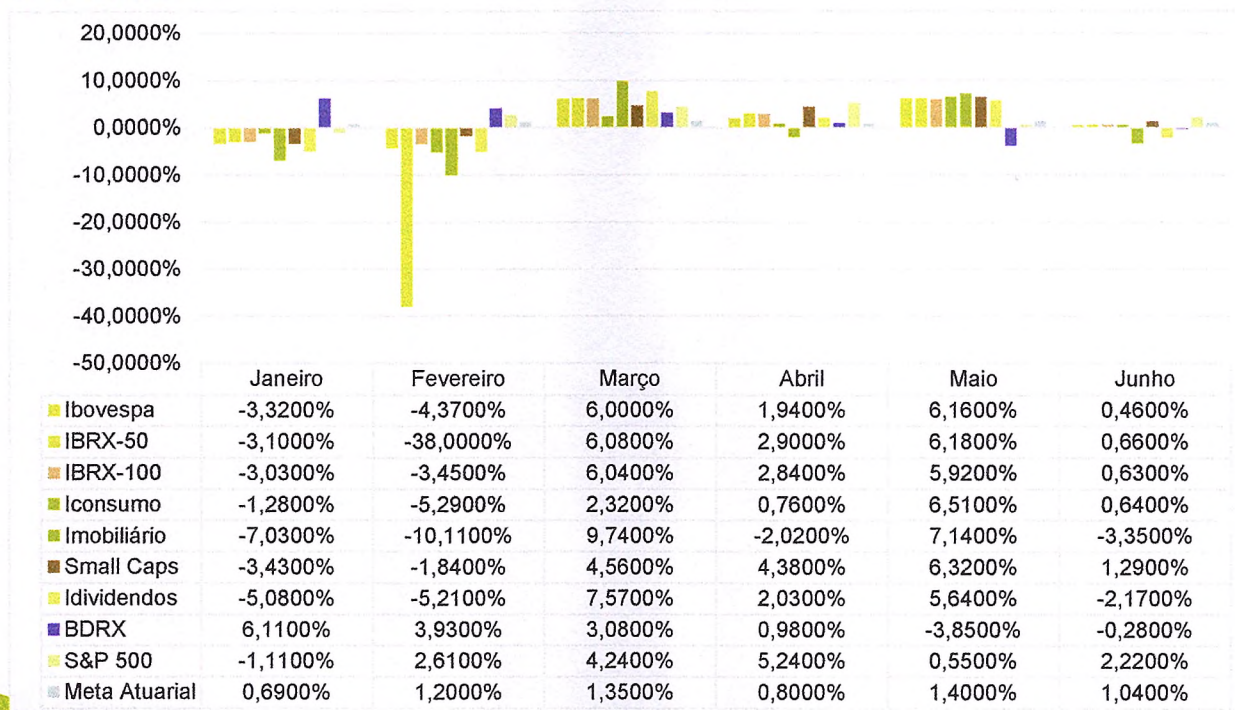 20,0000%
10,0000%
0,0000%
-10,0000%
-20,0000%
-30,0000%
-40,0000%
-50,0000%
Janeiro Fevereiro Março Abril Maio Junho
Ibovespa -3,3200% -4,3700% 6,0000% 1,9400% 6,1600% 0,4600%
IBRX-50 -3,1000% -38,0000% 6,0800% 2,9000% 6,1800% 0,6600%
IBRX-100 -3,0300% -3,4500% 6,0400% 2,8400% 5,9200% 0,6300%
Iconsumo -1,2800% -5,2900% 2,3200% 0,7600% 6,5100% 0,6400%
Imobiliário -7,0300% -10,1100% 9,7400% -2,0200% 7,1400% -3,3500%
Small Caps -3,4300% -1,8400% 4,5600% 4,3800% 6,3200% 1,2900%
Idividendos -5,0800% -5,2100% 7,5700% 2,0300% 5,6400% -2,1700%
BDRX 6,1100% 3,9300% 3,0800% 0,9800% -3,8500% -0,2800%
S&P 500 -1,1100% 2,6100% 4,2400% 5,2400% 0,5500% 2,2200%
Meta Atuarial 0,6900% 1,2000% 1,3500% 0,8000% 1,4000% 1,0400%